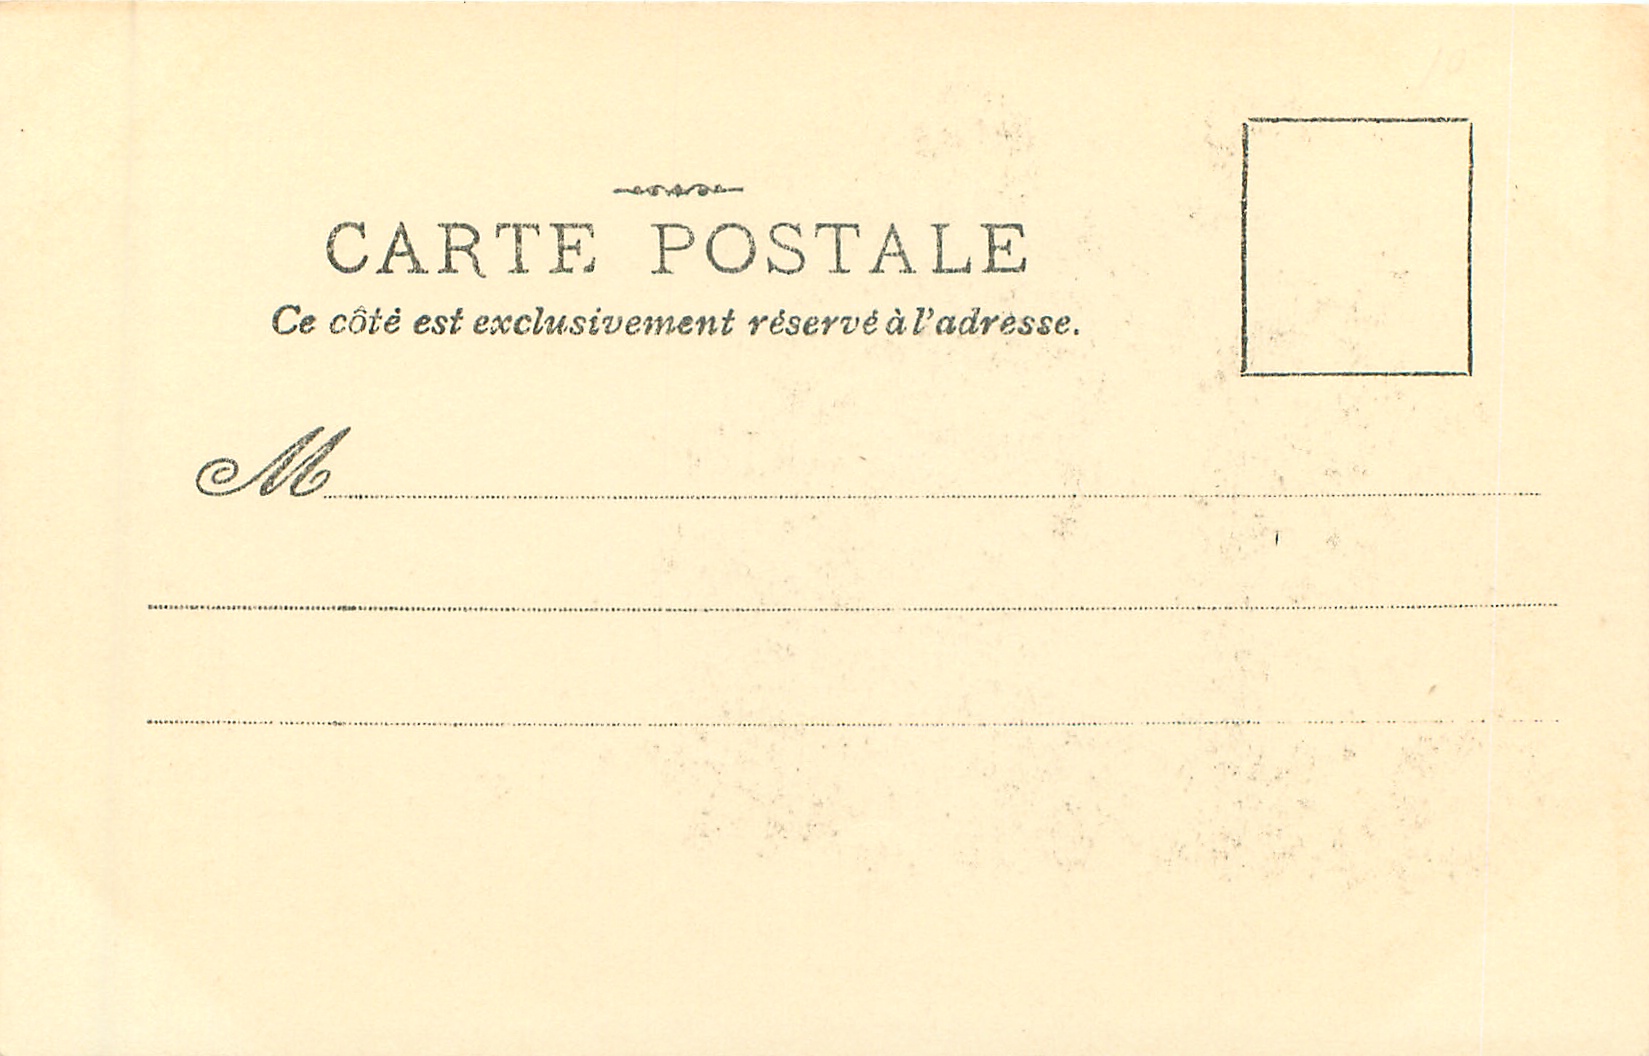 CARTE POSTALE
Ce côté est exclusivement réservé à l'adresse.
M